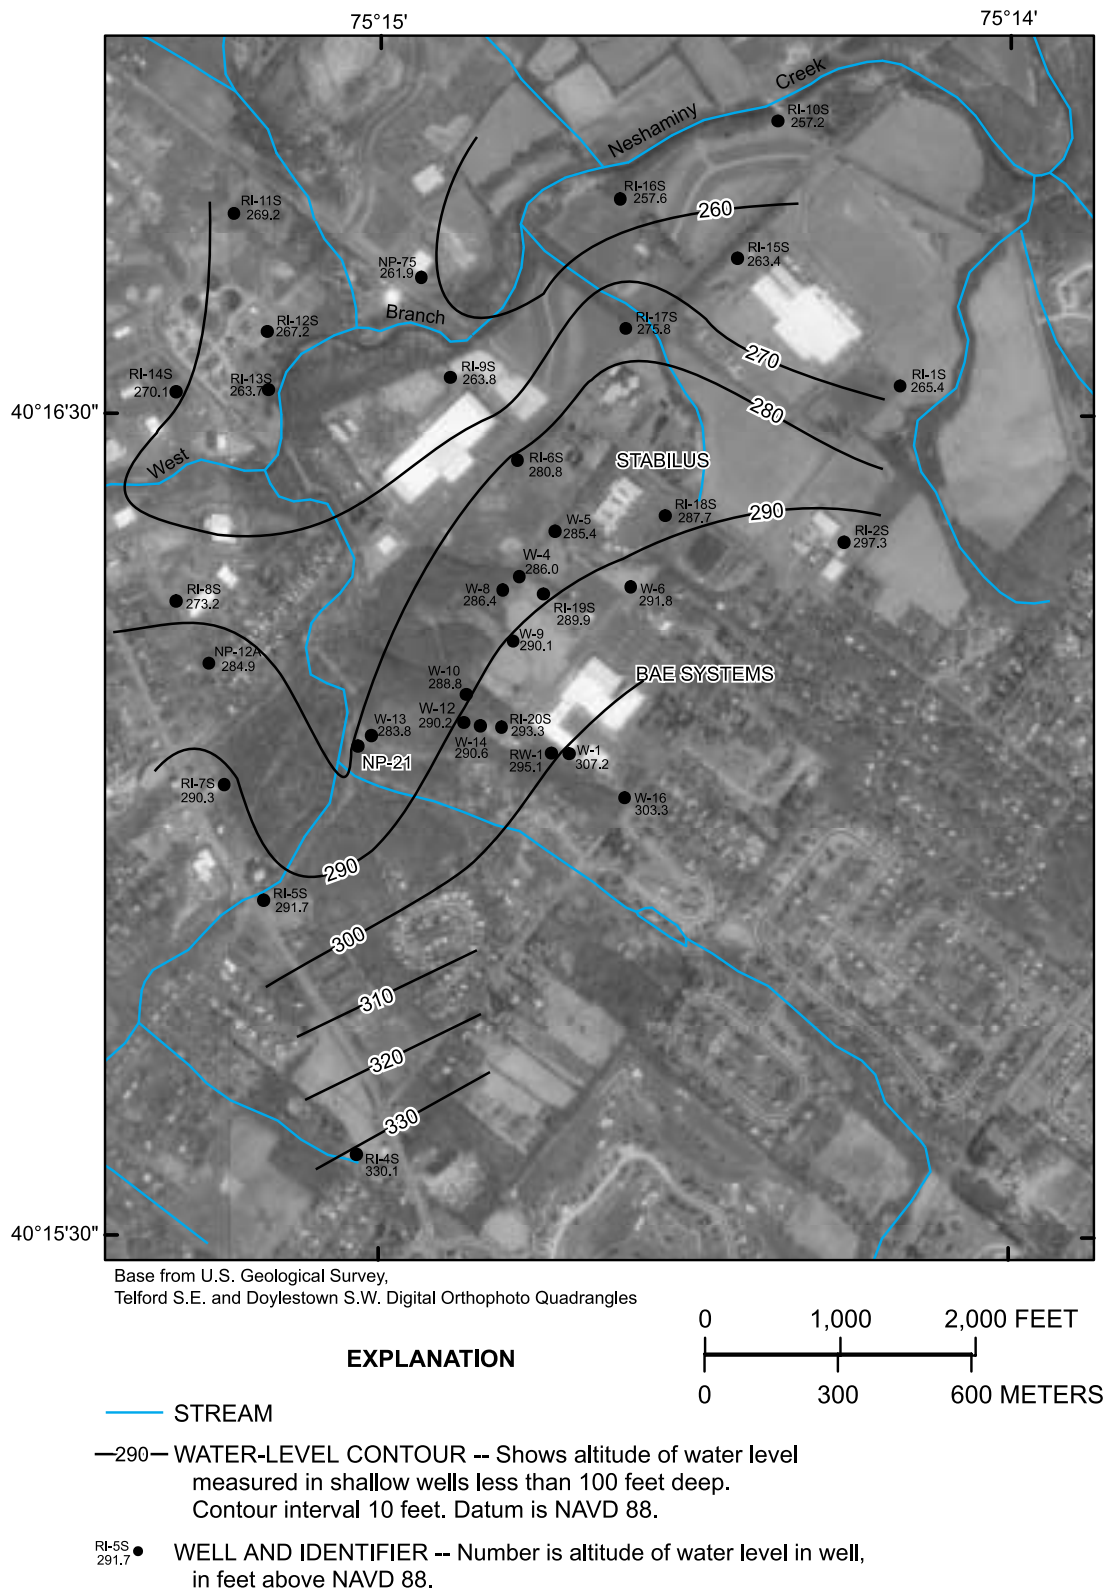 75°15'
75°14'
Creek
Neshaminy
RI-10S
257.2
RI-16S
257.6
RI-11S
269.2
260
RI-15S
263.4
NP-75
261.9
Branch
RI-12S
267.2
RI-17S
275.8
270
RI-14S
270.1
RI-13S
263.7
RI-9S
263.8
RI-1S
265.4
40°16'30"
280
West
RI-6S
280.8
STABILUS
RI-18S
287.7
290
W-5
285.4
RI-2S
297.3
W-4
286.0
W-8
286.4
W-6
291.8
RI-19S
289.9
RI-8S
273.2
W-9
290.1
NP-12A
284.9
W-10
288.8
BAE SYSTEMS
W-12
290.2
RI-20S
293.3
W-13
283.8
W-14
290.6
NP-21
RW-1
295.1
W-1
307.2
RI-7S
290.3
W-16
303.3
290
RI-5S
291.7
300
310
320
330
RI-4S
330.1
40°15'30"
Base from U.S. Geological Survey,
Telford S.E. and Doylestown S.W. Digital Orthophoto Quadrangles
0 1,000 2,000 FEET
0 300 600 METERS
EXPLANATION
STREAM
290 WATER-LEVEL CONTOUR -- Shows altitude of water level
measured in shallow wells less than 100 feet deep.
Contour interval 10 feet. Datum is NAVD 88.
RI-5S
291.7
WELL AND IDENTIFIER -- Number is altitude of water level in well,
in feet above NAVD 88.